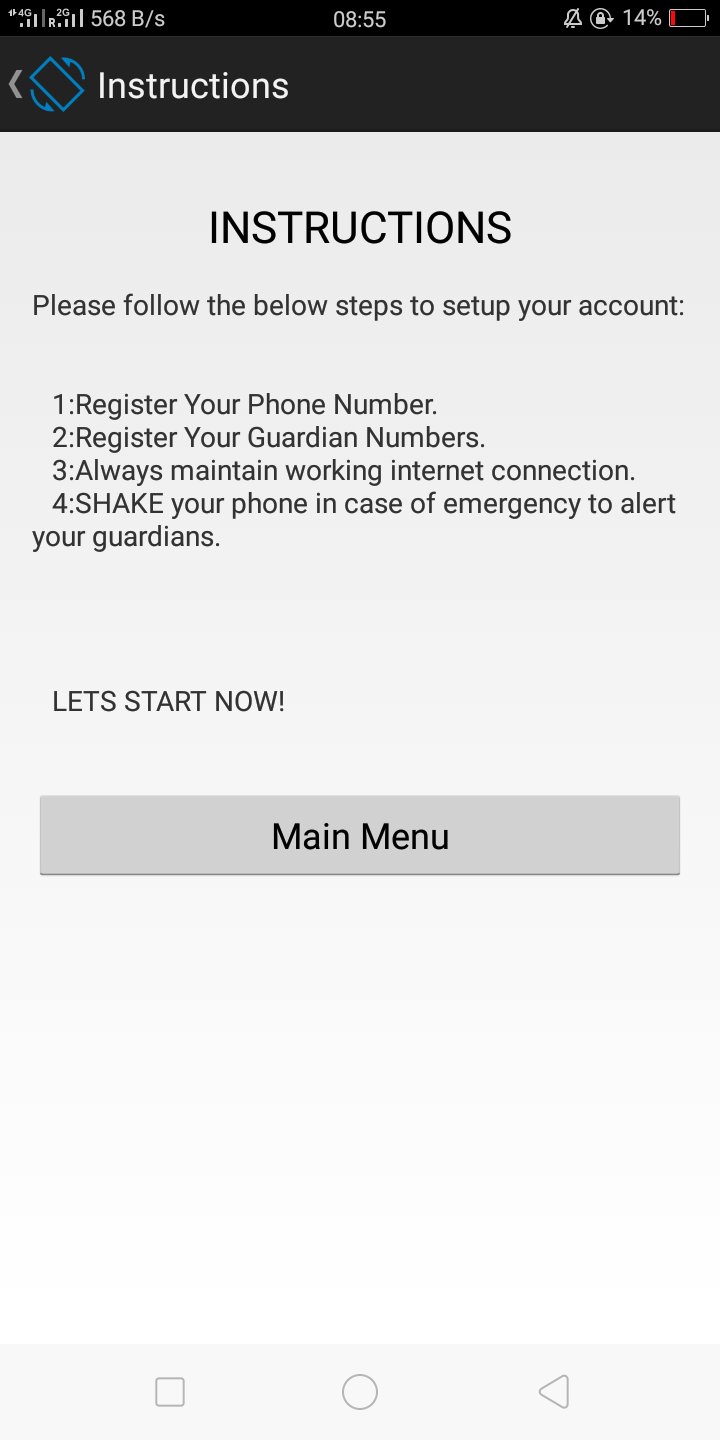 4G 2G R 568 B/s 08:55 14%
Instructions
INSTRUCTIONS
Please follow the below steps to setup your account:
1:Register Your Phone Number.
2:Register Your Guardian Numbers.
3:Always maintain working internet connection.
4:SHAKE your phone in case of emergency to alert
your guardians.
LETS START NOW!
Main Menu